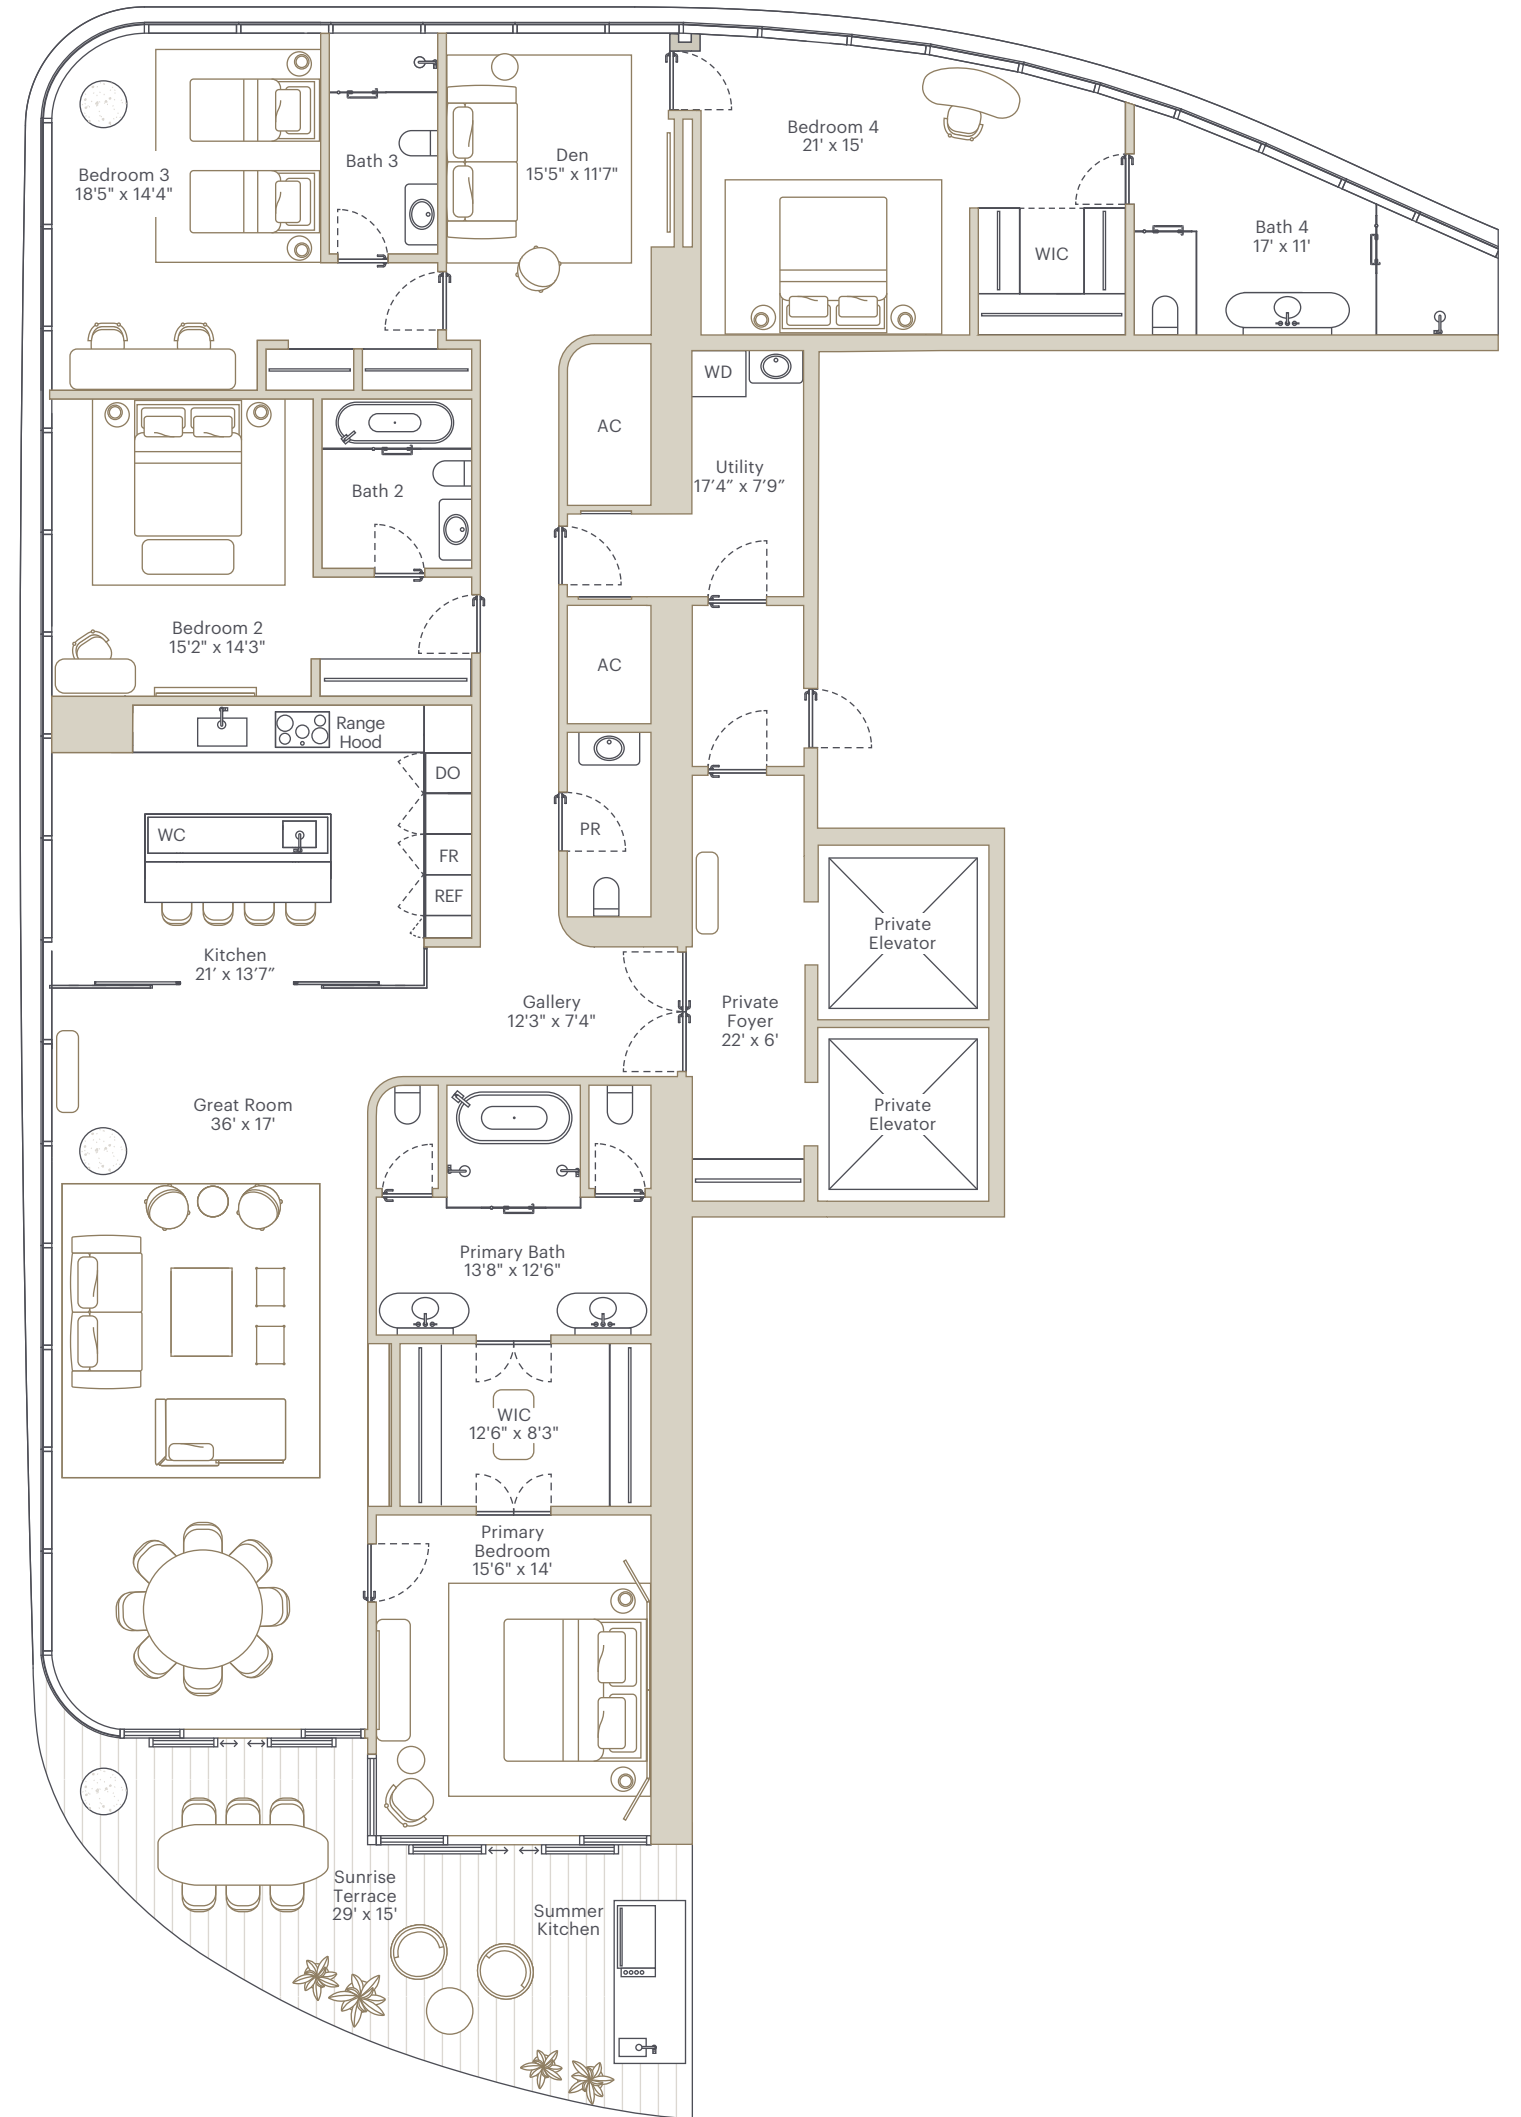 Bedroom 3
18'5" x 14'4"
Bath 3
Den
15'5" x 11'7"
Bedroom 4
21' x 15'
WIC
Bath 4
17' x 11'
Bath 2
AC
WD
Utility
17’4” x 7’9”
Bedroom 2
15'2" x 14'3"
AC
Range
Hood
DO
WC
FR
REF
PR
Kitchen
21’ x 13’7”
Gallery
12'3" x 7'4"
Private
Foyer
22' x 6'
Private
Elevator
Private
Elevator
Great Room
36' x 17'
Primary Bath
13'8" x 12'6"
WIC
12'6" x 8'3"
Primary
Bedroom
15'6" x 14'
Sunrise
Terrace
29' x 15'
Summer
Kitchen